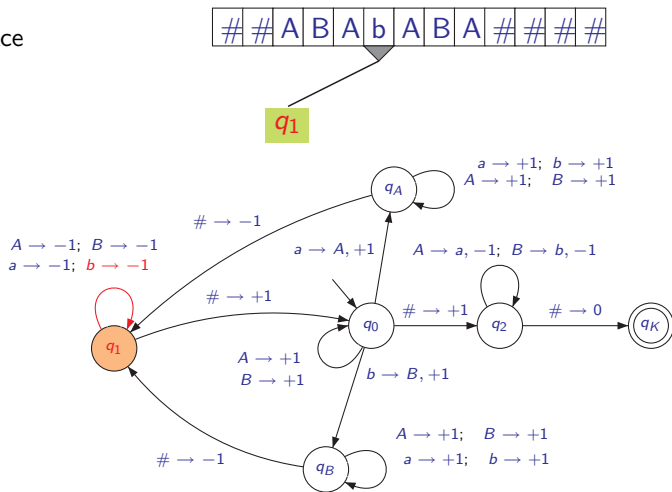 ce
# # A B A b A B A # # # #
q1
a → +1; b → +1
A → +1; B → +1
qA
# → −1
A → −1; B → −1
a → −1; b → −1
a → A, +1
A → a, −1; B → b, −1
# → +1
# → +1
# → 0
q1
q0
q2
qK
A → +1
B → +1
b → B, +1
A → +1; B → +1
a → +1; b → +1
# → −1
qB